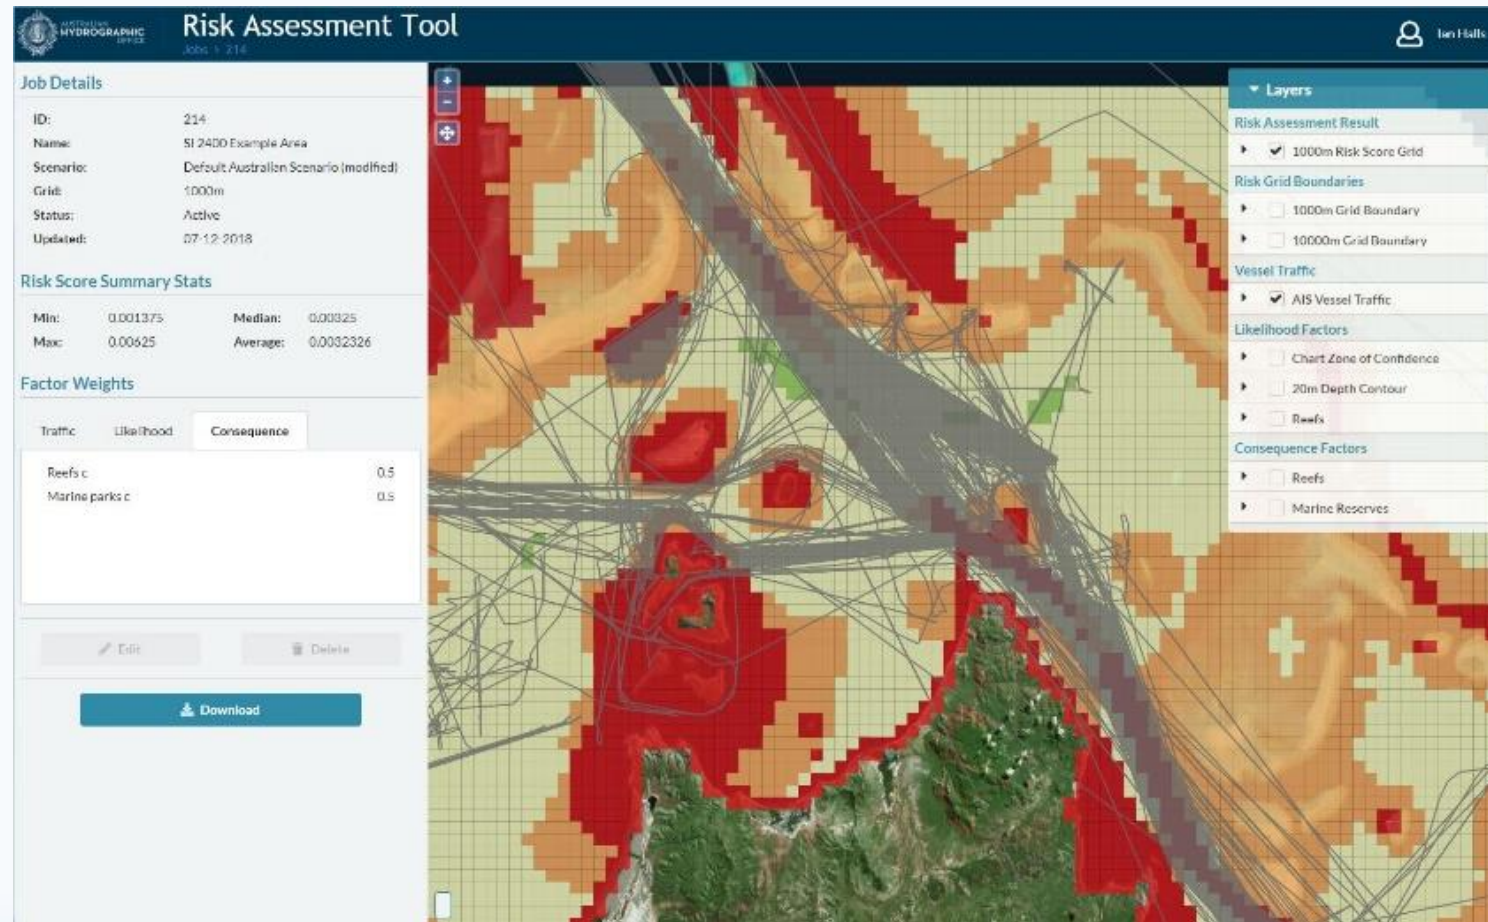 AUSTRALIAN
HYDROGRAPHIC
OFFICE
Risk Assessment Tool
Jobs > 214
Ian Halls
Job Details
ID: 214
Name: SI 2400 Example Area
Scenario: Default Australian Scenario (modified)
Grid: 1000m
Status: Active
Updated: 07-12-2018
Risk Score Summary Stats
Min: 0.001375 Median: 0.00325
Max: 0.00625 Average: 0.0032326
Factor Weights
Traffic Likelihood Consequence
Reefs c 0.5
Marine parks c 0.5
Edit Delete
Download
+
-
Layers
Risk Assessment Result
1000m Risk Score Grid
Risk Grid Boundaries
1000m Grid Boundary
10000m Grid Boundary
Vessel Traffic
AIS Vessel Traffic
Likelihood Factors
Chart Zone of Confidence
20m Depth Contour
Reefs
Consequence Factors
Reefs
Marine Reserves